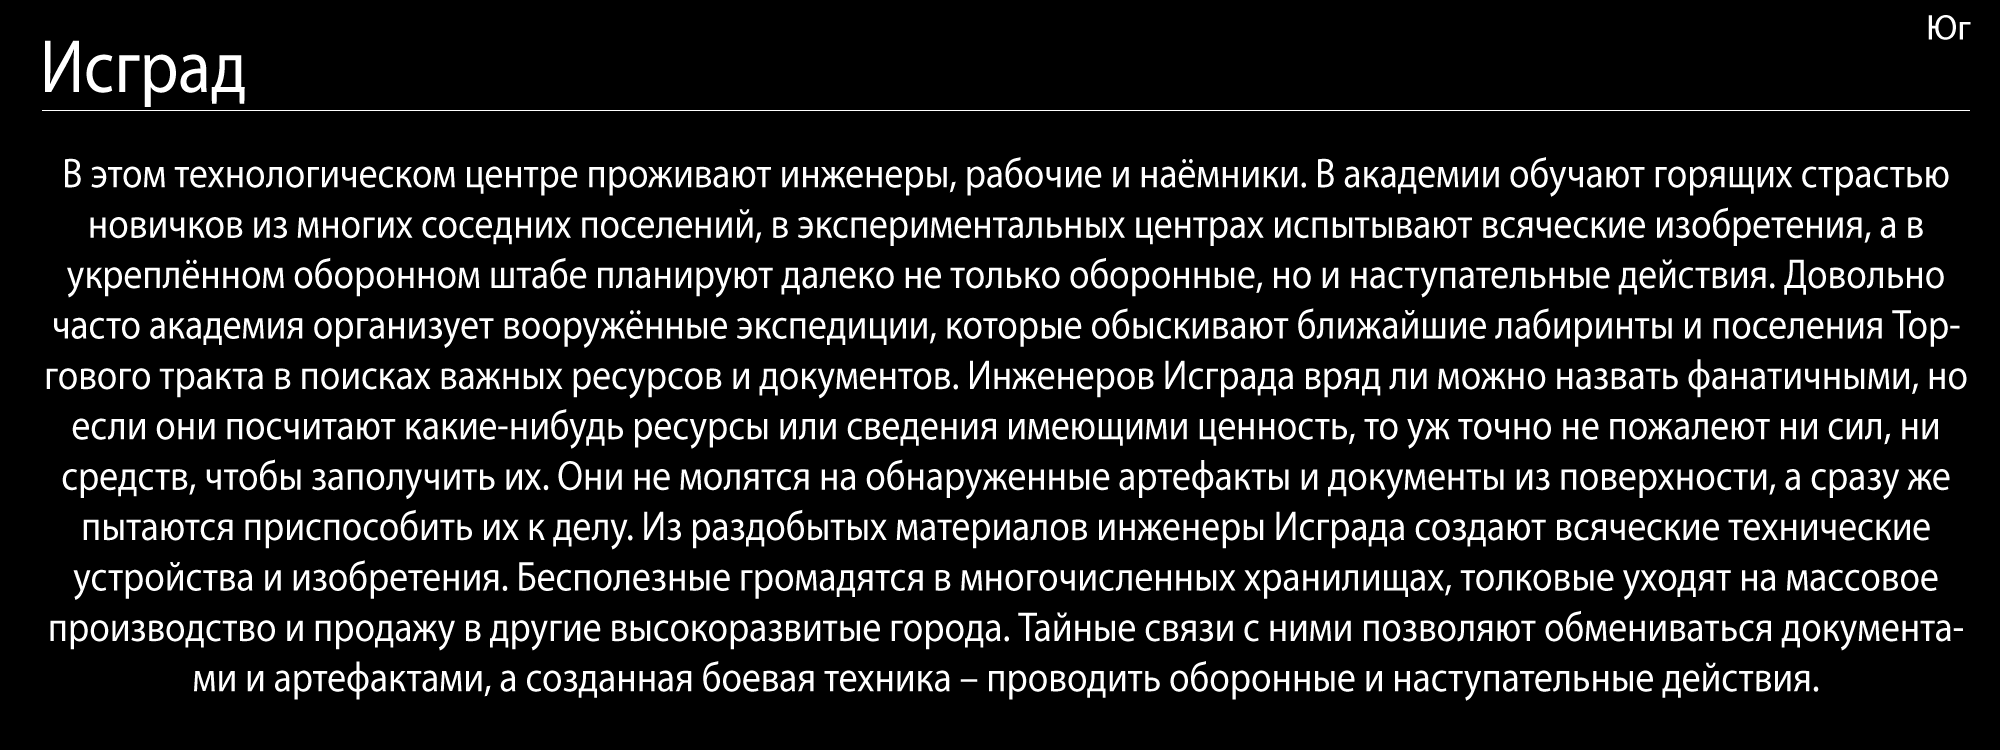 Юг
Исград
В этом технологическом центре проживают инженеры, рабочие и наёмники. В академии обучают горящих страстью
новичков из многих соседних поселений, в экспериментальных центрах испытывают всяческие изобретения, а в
укреплённом оборонном штабе планируют далеко не только оборонные, но и наступательные действия. Довольно
часто академия организует вооружённые экспедиции, которые обыскивают ближайшие лабиринты и поселения Тор-
гового тракта в поисках важных ресурсов и документов. Инженеров Исграда вряд ли можно назвать фанатичными, но
если они посчитают какие-нибудь ресурсы или сведения имеющими ценность, то уж точно не пожалеют ни сил, ни
средств, чтобы заполучить их. Они не молятся на обнаруженные артефакты и документы из поверхности, а сразу же
пытаются приспособить их к делу. Из раздобытых материалов инженеры Исграда создают всяческие технические
устройства и изобретения. Бесполезные громадятся в многочисленных хранилищах, толковые уходят на массовое
производство и продажу в другие высокоразвитые города. Тайные связи с ними позволяют обмениваться документа-
ми и артефактами, а созданная боевая техника – проводить оборонные и наступательные действия.